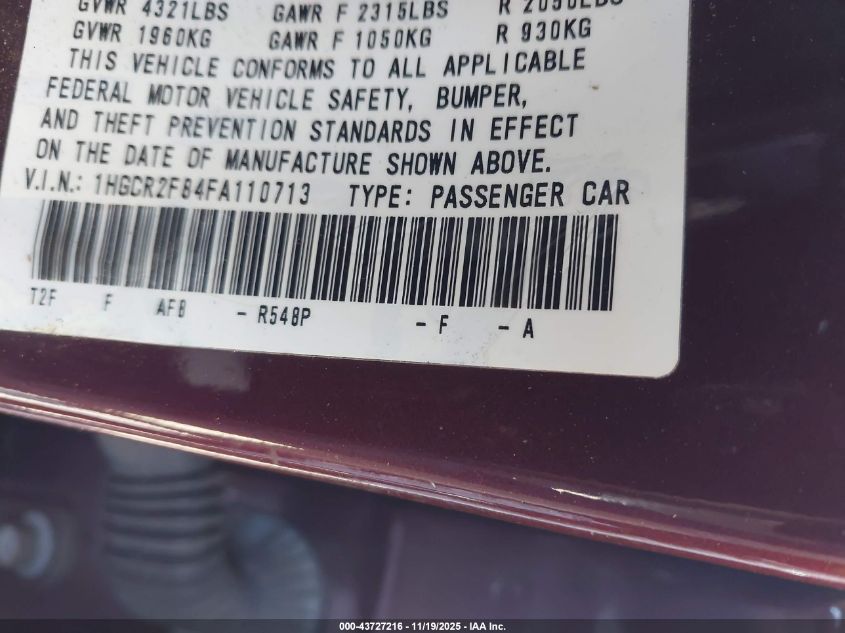 GVWR 4321LBS GAWR F 2315LBS R 2050LBS
GVWR 1960KG GAWR F 1050KG R 930KG
THIS VEHICLE CONFORMS TO ALL APPLICABLE
FEDERAL MOTOR VEHICLE SAFETY, BUMPER,
AND THEFT PREVENTION STANDARDS IN EFFECT
ON THE DATE OF MANUFACTURE SHOWN ABOVE.
V.I.N.: 1HGCR2F84FA110713 TYPE: PASSENGER CAR
T2F F AFB - R548P - F - A
000-43727216 - 11/19/2025 - IAA Inc.